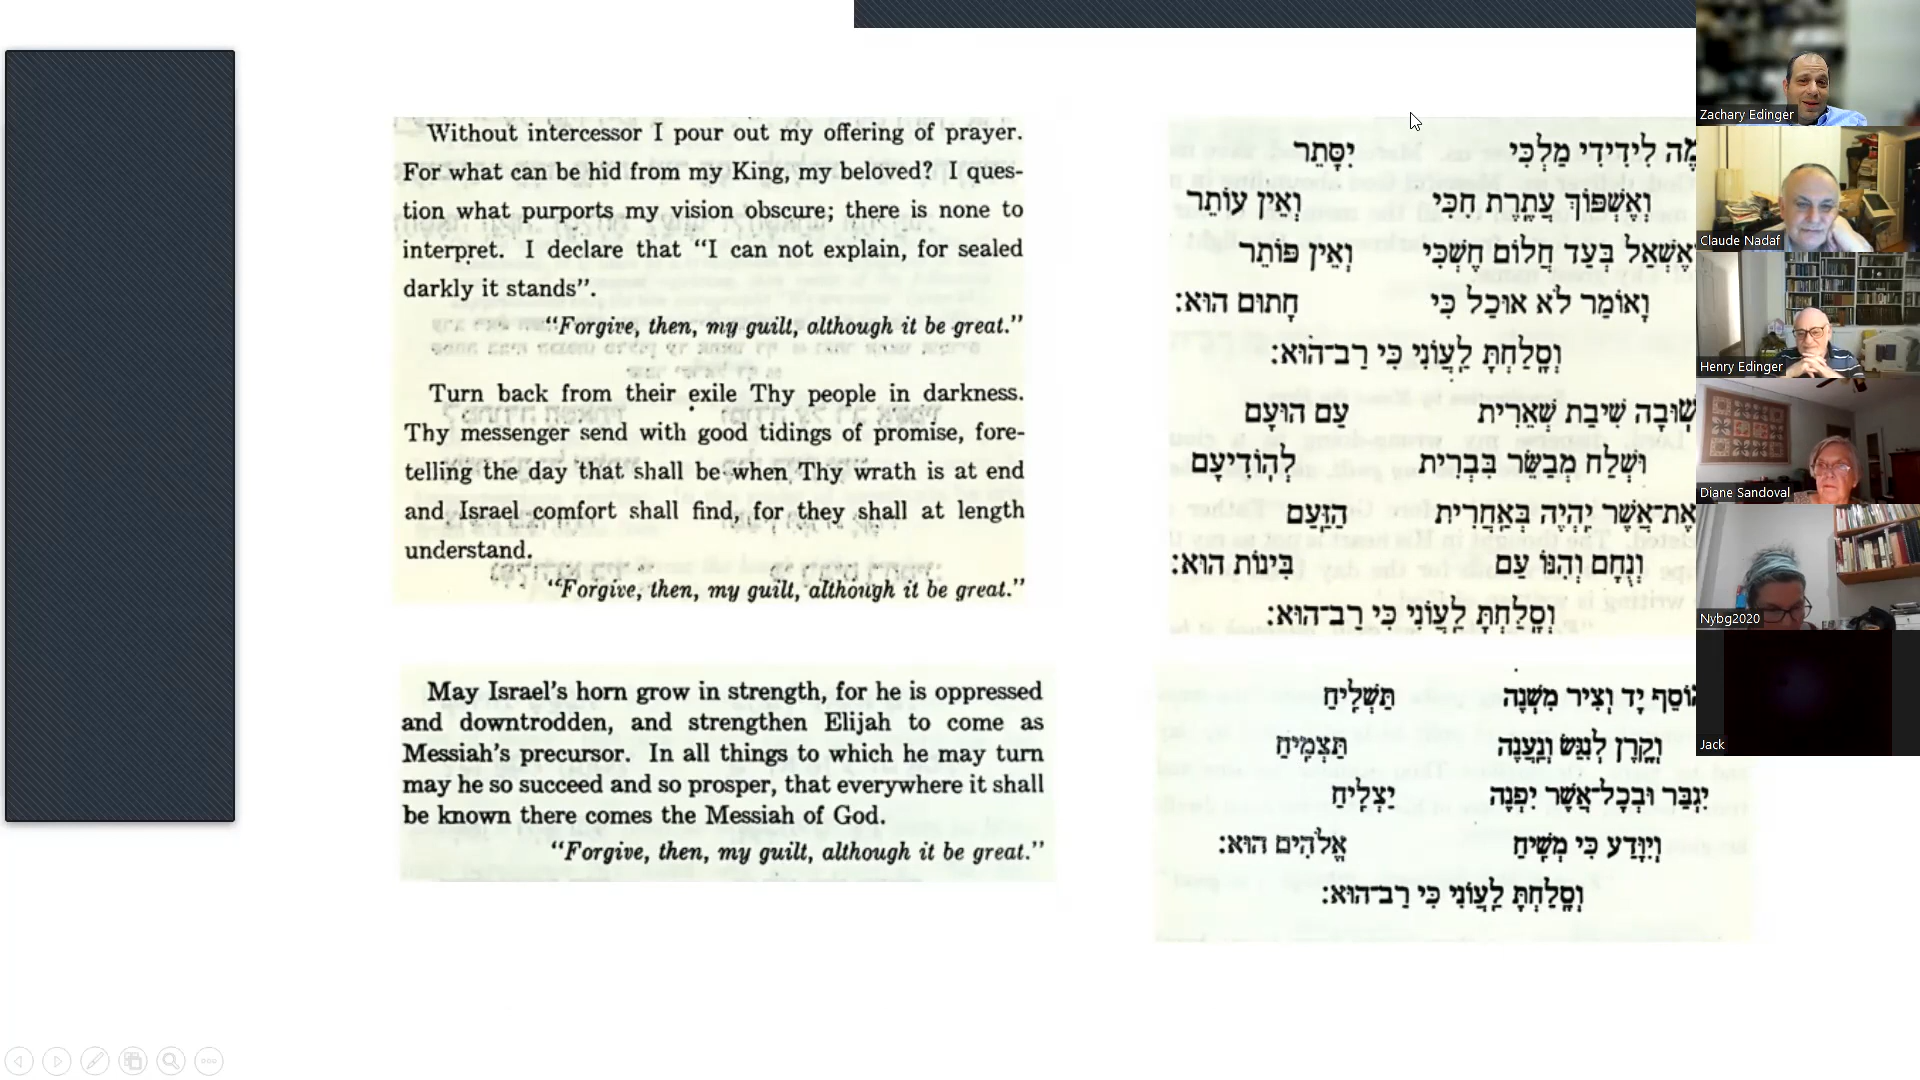 Without intercessor I pour out my offering of prayer.
For what can be hid from my King, my beloved? I ques-
tion what purports my vision obscure; there is none to
interpret. I declare that “I can not explain, for sealed
darkly it stands”.
“Forgive, then, my guilt, although it be great.”
Turn back from their exile Thy people in darkness.
Thy messenger send with good tidings of promise, fore-
telling the day that shall be when Thy wrath is at end
and Israel comfort shall find, for they shall at length
understand.
“Forgive, then, my guilt, although it be great.”
May Israel’s horn grow in strength, for he is oppressed
and downtrodden, and strengthen Elijah to come as
Messiah’s precursor. In all things to which he may turn
may he so succeed and so prosper, that everywhere it shall
be known there comes the Messiah of God.
“Forgive, then, my guilt, although it be great.”
מַה לִידִידִי מַלְכִּי יִסָּתֵר
וְאֶשְׁפּוֹךְ עֲתֶרֶת חִכִּי וְאֵין עוֹתֵר
אֶשְׁאַל בְּעַד חֲלוֹם חָשְׁכִּי וְאֵין פּוֹתֵר
וָאוֹמַר לֹא אוּכַל כִּי חָתוּם הוּא:
וְסָלַחְתָּ לַעֲוֹנִי כִּי רַב־הוּא:
שׁוּבָה שִׁיבַת שְׁאֵרִית עַם הוּעָם
וּשְׁלַח מְבַשֵּׂר בִּבְרִית לְהוֹדִיעָם
אֶת־אֲשֶׁר יִהְיֶה בְּאַחֲרִית הַזָּעַם
וְנֻחָם וְהִנּוֹ עַם בִּינוֹת הוּא:
וְסָלַחְתָּ לַעֲוֹנִי כִּי רַב־הוּא:
הוֹסֵף יָד וְצִיר מִשְׁנֶה תַּשְׁלִיחַ
וְקֶרֶן לְנִגַּשׂ וְנַעֲנֶה תַּצְמִיחַ
יִגְבַּר וּבְכָל־אֲשֶׁר יִפְנֶה יַצְלִיחַ
וְיִוָּדַע כִּי מְשִׁיחַ אֱלֹהִים הוּא:
וְסָלַחְתָּ לַעֲוֹנִי כִּי רַב־הוּא:
Zachary Edinger
Claude Nadaf
Henry Edinger
Diane Sandoval
Nybg2020
Jack